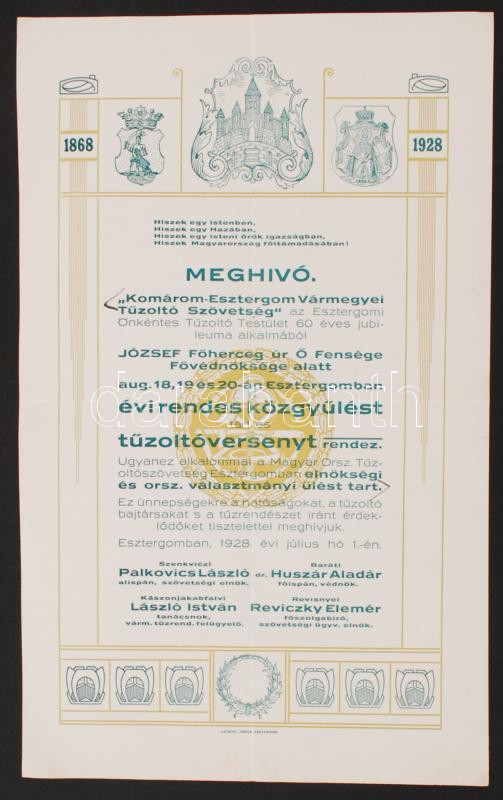 1868
1928
Hiszek egy Istenben,
Hiszek egy Hazában,
Hiszek egy isteni örök igazságban,
Hiszek Magyarország föltámadásában!
MEGHIVÓ.
„Komárom-Esztergom Vármegyei
Tűzoltó Szövetség" az Esztergomi
Önkéntes Tűzoltó Testület 60 éves jubi-
leuma alkalmából
JÓZSEF Főherceg úr Ő Fensége
Fővédnöksége alatt
aug. 18, 19 és 20-án Esztergomban
évi rendes közgyűlést
és
tűzoltóversenyt rendez.
Ugyanez alkalommal a Magyar Orsz. Tűz-
oltószövetség Esztergomban elnökségi
és orsz. választmányi ülést tart.
Ez ünnepségekre a hatóságokat, a tűzoltó
bajtársakat s a tűzrendészet iránt érdek-
lődőket tisztelettel meghívjuk.
Esztergomban, 1928. évi július hó 1.-én.
Szenkviczi
Palkovics László
alispán, szövetségi elnök.
Baráti
dr. Huszár Aladár
főispán, védnök.
Kászonjakabfalvi
László István
tanácsnok,
várm. tűzrend. felügyelő.
Revisnyei
Reviczky Elemér
főszolgabiró,
szövetségi ügyv. elnök.
darabanth